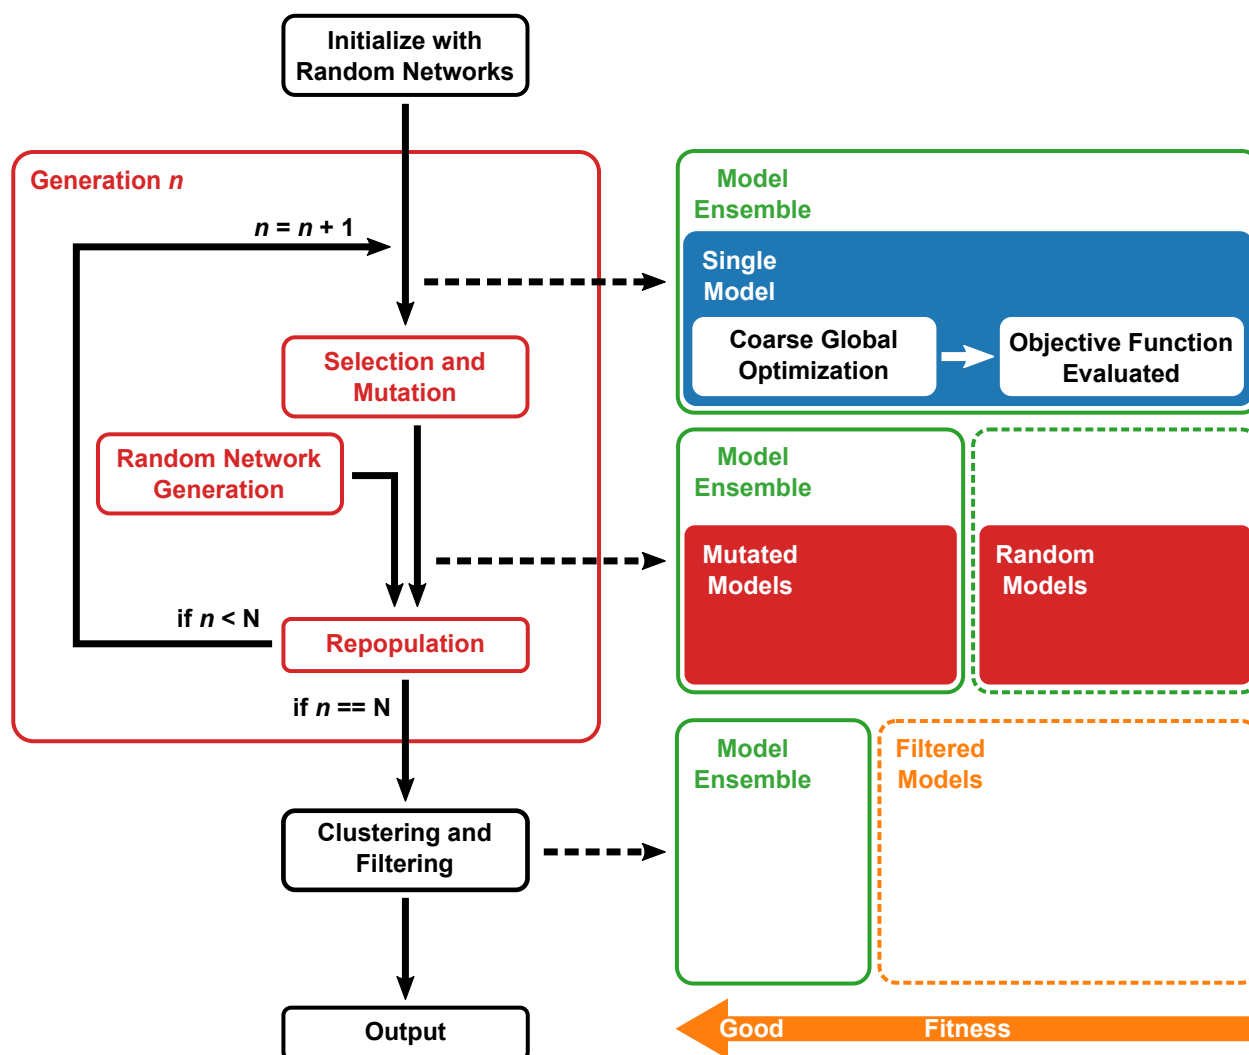 Initialize with
Random Networks
Generation n
n = n + 1
Selection and
Mutation
Random Network
Generation
if n < N
Repopulation
if n == N
Clustering and
Filtering
Output
Model
Ensemble
Single
Model
Coarse Global
Optimization
Objective Function
Evaluated
Model
Ensemble
Mutated
Models
Random
Models
Model
Ensemble
Filtered
Models
Good
Fitness